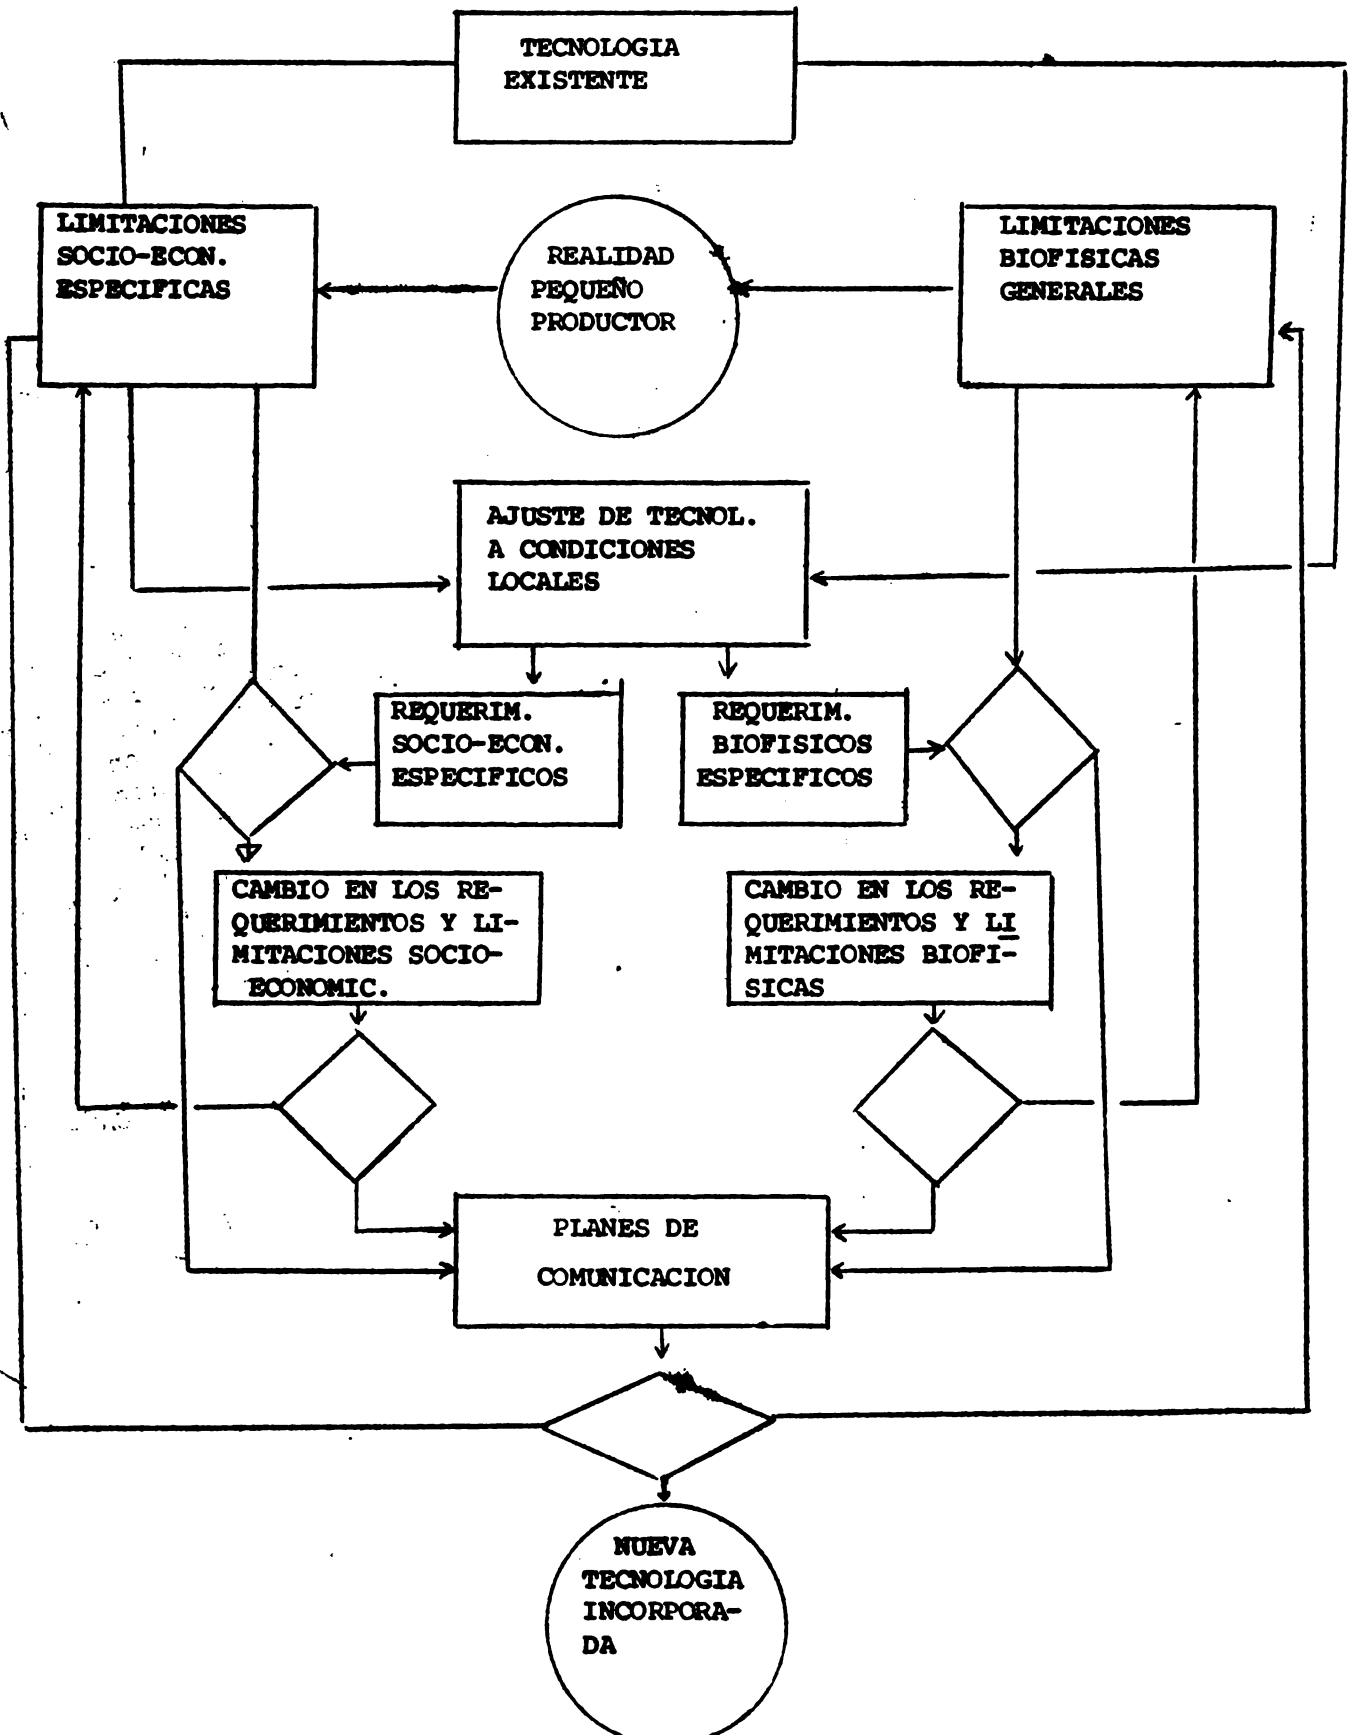 TECNOLOGIA
EXISTENTE
LIMITACIONES
SOCIO-ECON.
ESPECIFICAS
REALIDAD
PEQUEÑO
PRODUCTOR
LIMITACIONES
BIOFISICAS
GENERALES
AJUSTE DE TECNOL.
A CONDICIONES
LOCALES
REQUERIM.
SOCIO-ECON.
ESPECIFICOS
REQUERIM.
BIOFISICOS
ESPECIFICOS
CAMBIO EN LOS RE-
QUERIMIENTOS Y LI-
MITACIONES SOCIO-
ECONOMIC.
CAMBIO EN LOS RE-
QUERIMIENTOS Y LI
MITACIONES BIOFI-
SICAS
PLANES DE
COMUNICACION
NUEVA
TECNOLOGIA
INCORPORA-
DA